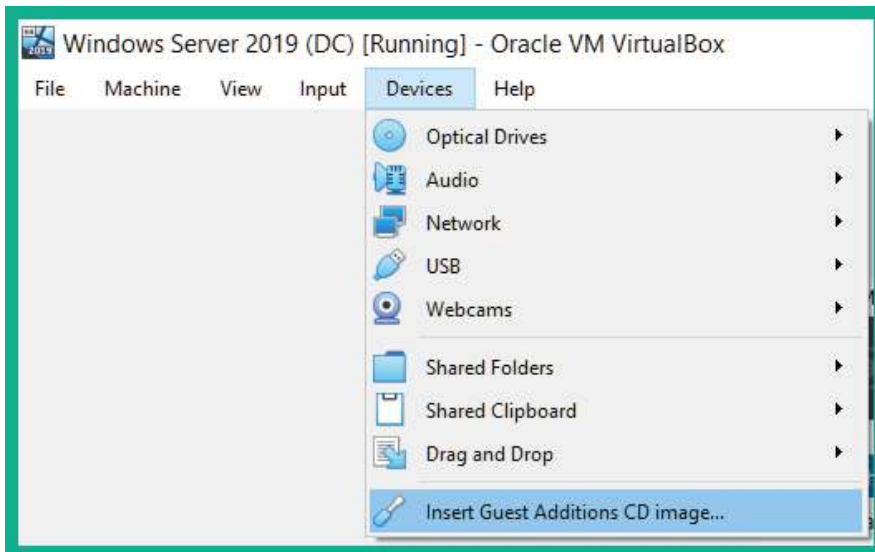 Windows Server 2019 (DC) [Running] - Oracle VM VirtualBox
File Machine View Input Devices Help
Optical Drives
Audio
Network
USB
Webcams
Shared Folders
Shared Clipboard
Drag and Drop
Insert Guest Additions CD image...